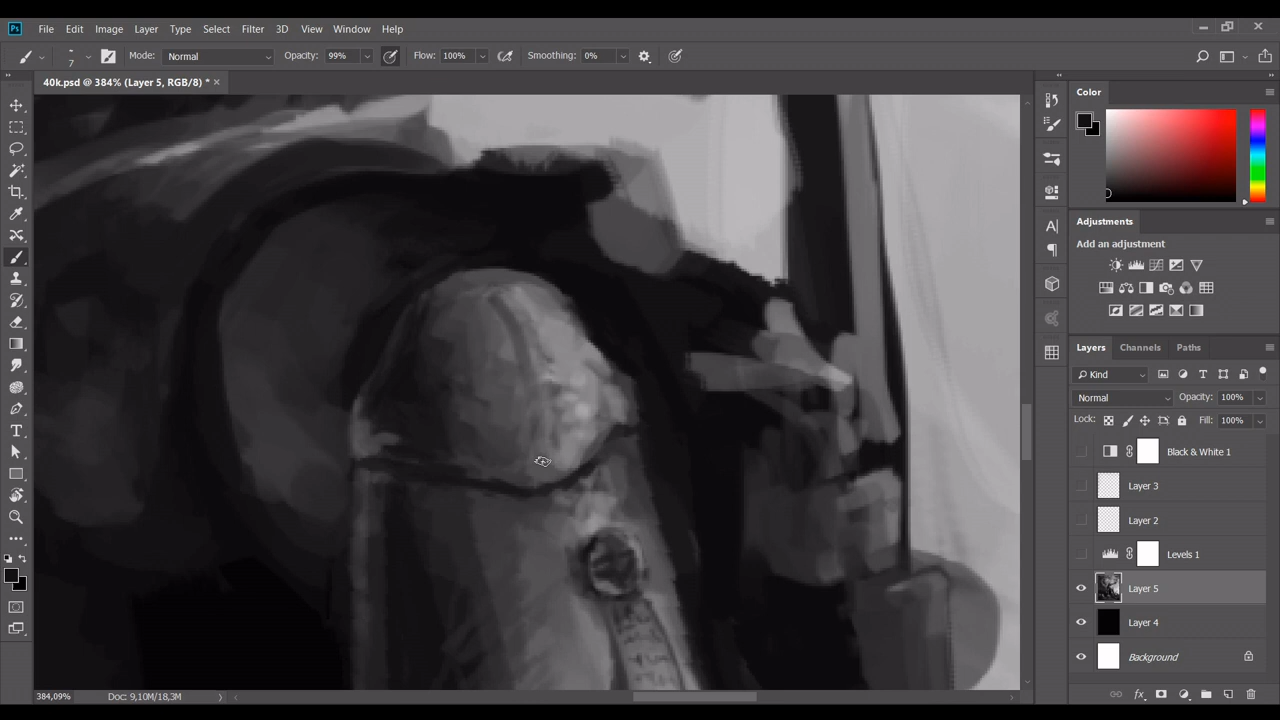 Ps File Edit Image Layer Type Select Filter 3D View Window Help
7 Mode: Normal Opacity: 99% Flow: 100% Smoothing: 0%
40k.psd @ 384% (Layer 5, RGB/8) * ×
Color
Adjustments
Add an adjustment
Layers Channels Paths
Kind
Normal Opacity: 100%
Lock: Fill: 100%
Black & White 1
Layer 3
Layer 2
Levels 1
Layer 5
Layer 4
Background
384,09% Doc: 9,10M/18,3M